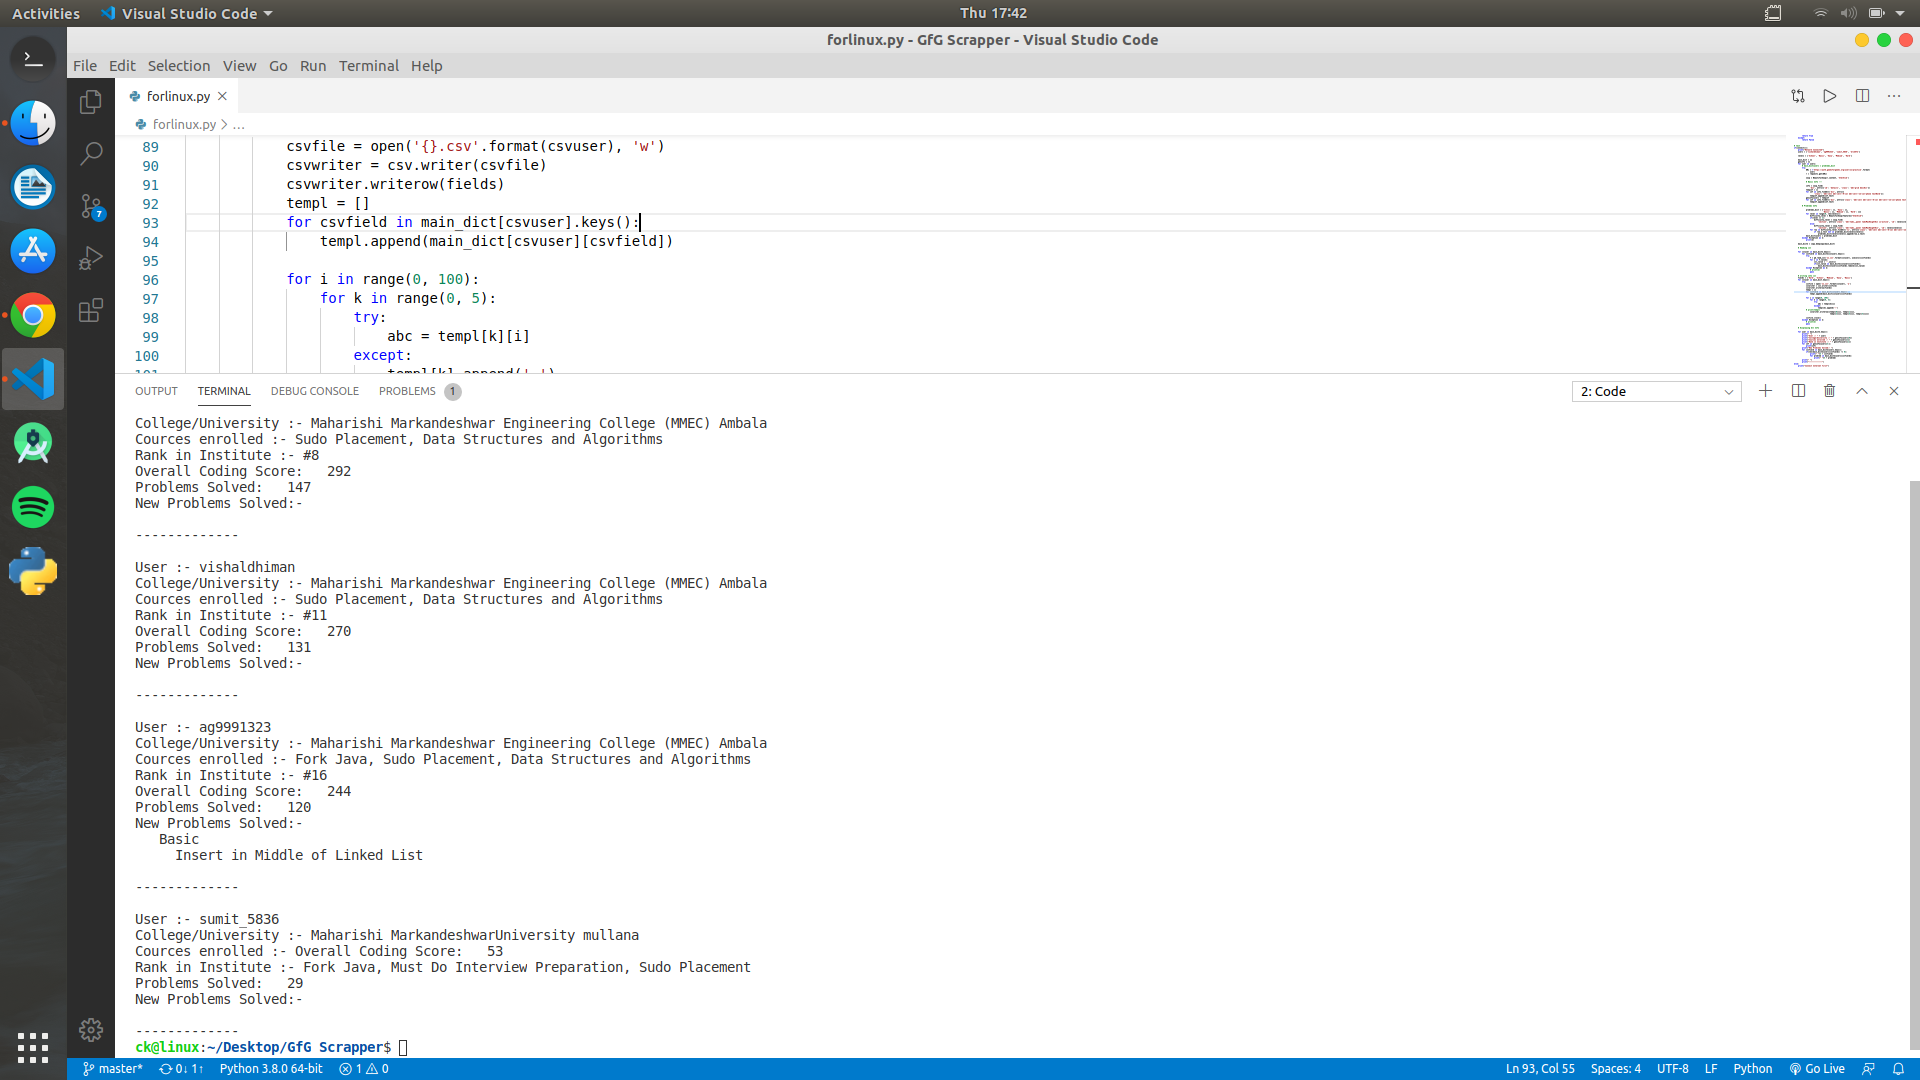 Activities
Visual Studio Code
Thu 17:42
forlinux.py - GfG Scrapper - Visual Studio Code
File Edit Selection View Go Run Terminal Help
forlinux.py
forlinux.py > ...
89 csvfile = open('{}.csv'.format(csvuser), 'w')
90 csvwriter = csv.writer(csvfile)
91 csvwriter.writerow(fields)
92 templ = []
93 for csvfield in main_dict[csvuser].keys():
94 templ.append(main_dict[csvuser][csvfield])
95
96 for i in range(0, 100):
97 for k in range(0, 5):
98 try:
99 abc = templ[k][i]
100 except:
7
OUTPUT TERMINAL DEBUG CONSOLE PROBLEMS 1
2: Code
College/University :- Maharishi Markandeshwar Engineering College (MMEC) Ambala
Cources enrolled :- Sudo Placement, Data Structures and Algorithms
Rank in Institute :- #8
Overall Coding Score:   292
Problems Solved:   147
New Problems Solved:-
-------------
User :- vishaldhiman
College/University :- Maharishi Markandeshwar Engineering College (MMEC) Ambala
Cources enrolled :- Sudo Placement, Data Structures and Algorithms
Rank in Institute :- #11
Overall Coding Score:   270
Problems Solved:   131
New Problems Solved:-
-------------
User :- ag9991323
College/University :- Maharishi Markandeshwar Engineering College (MMEC) Ambala
Cources enrolled :- Fork Java, Sudo Placement, Data Structures and Algorithms
Rank in Institute :- #16
Overall Coding Score:   244
Problems Solved:   120
New Problems Solved:-
Basic
Insert in Middle of Linked List
-------------
User :- sumit_5836
College/University :- Maharishi MarkandeshwarUniversity mullana
Cources enrolled :- Overall Coding Score:   53
Rank in Institute :- Fork Java, Must Do Interview Preparation, Sudo Placement
Problems Solved:   29
New Problems Solved:-
-------------
ck@linux:~/Desktop/GfG Scrapper$
master* 0↓ 1↑ Python 3.8.0 64-bit 1 0
Ln 93, Col 55 Spaces: 4 UTF-8 LF Python Go Live